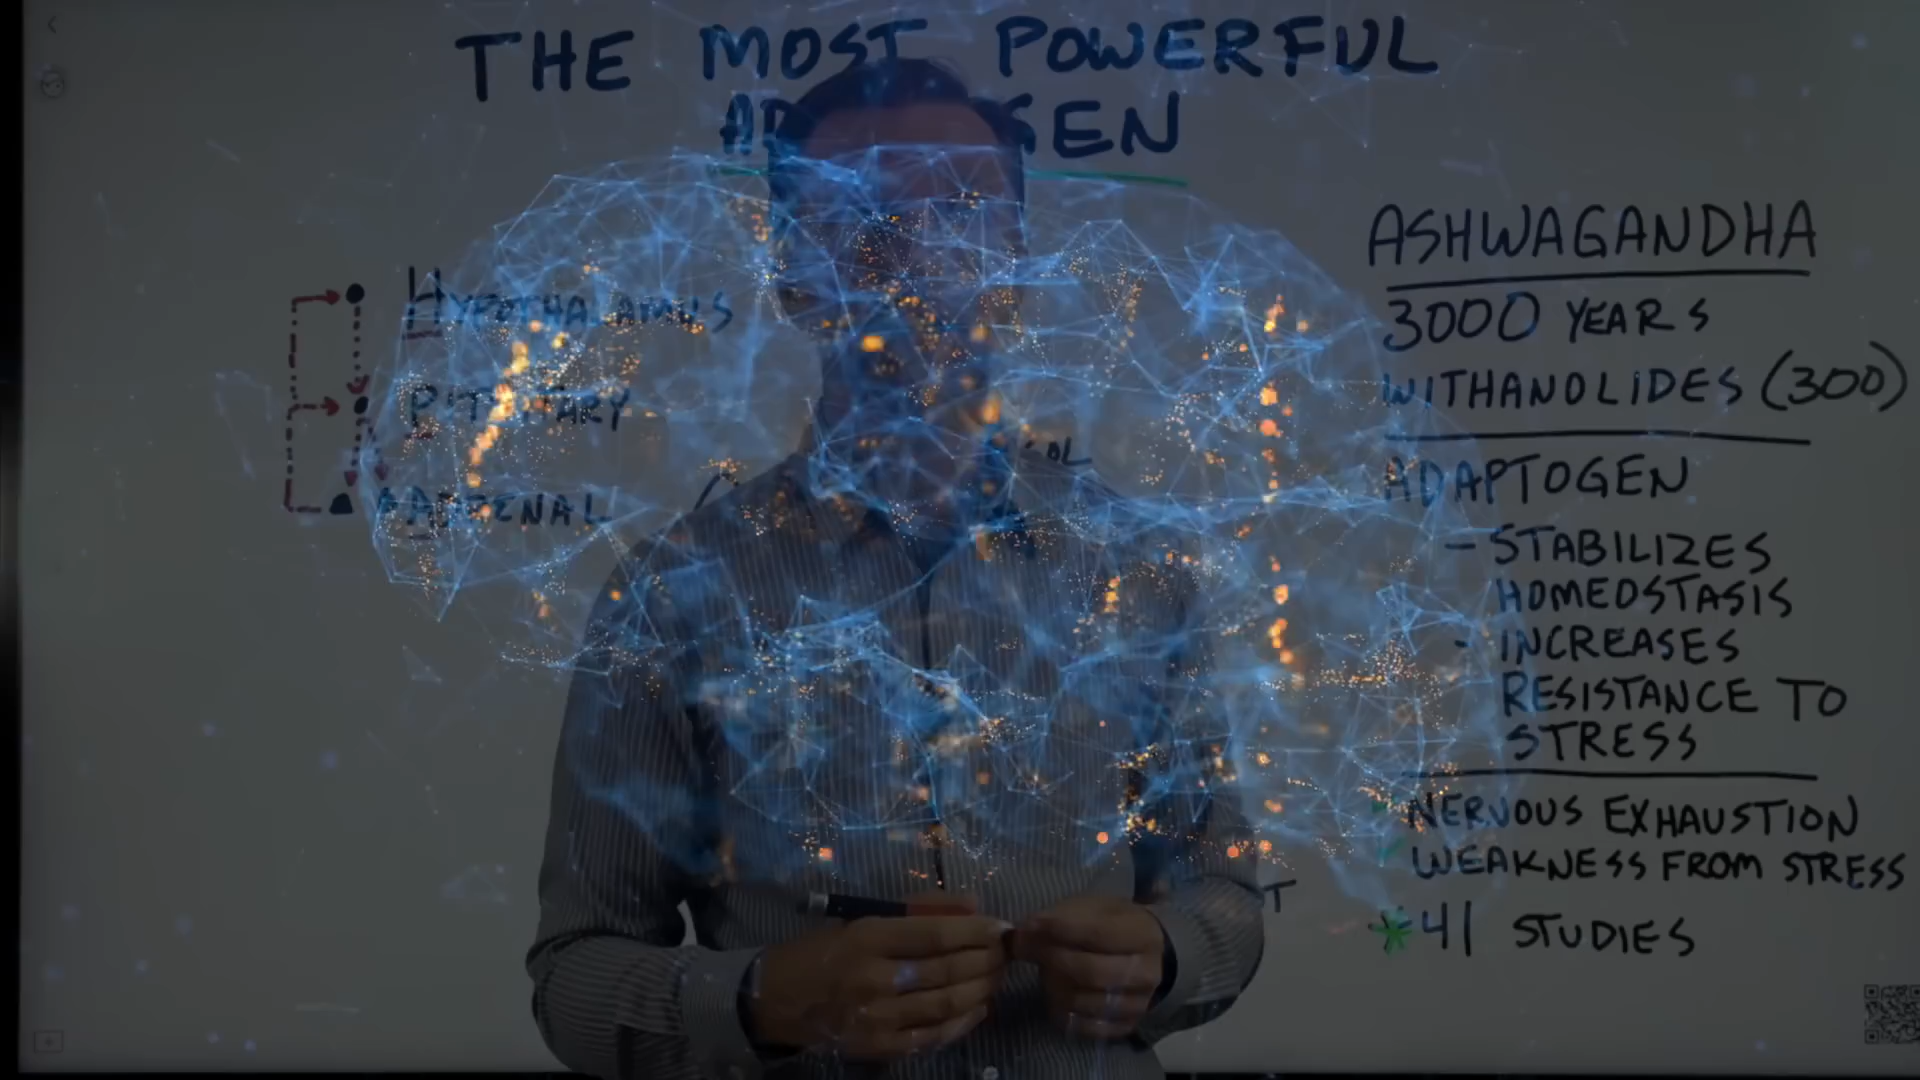 THE MOST POWERFUL
HYPOTHALAMUS
PITUITARY
ADRENAL
ASHWAGANDHA
3000 YEARS
WITHANOLIDES (300)
ADAPTOGEN
- STABILIZES
HOMEOSTASIS
- INCREASES
RESISTANCE TO
STRESS
NERVOUS EXHAUSTION
WEAKNESS FROM STRESS
* 41 STUDIES